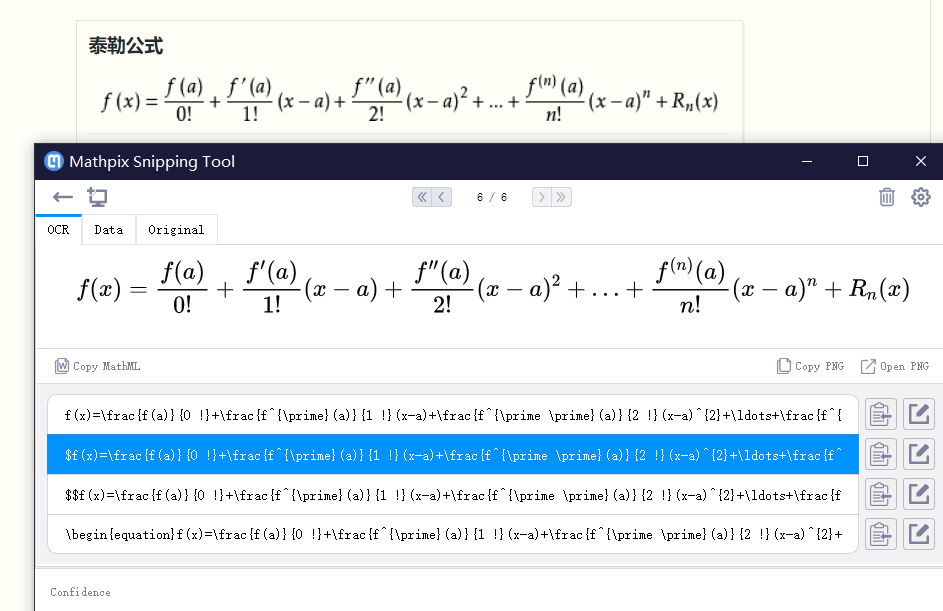 泰勒公式
f(x) = \frac{f(a)}{0!} + \frac{f'(a)}{1!}(x-a) + \frac{f''(a)}{2!}(x-a)^2 + ... + \frac{f^{(n)}(a)}{n!}(x-a)^n + R_n(x)
Mathpix Snipping Tool
« < 6 / 6 > »
OCR Data Original
f(x) = \frac{f(a)}{0!} + \frac{f'(a)}{1!}(x-a) + \frac{f''(a)}{2!}(x-a)^2 + ... + \frac{f^{(n)}(a)}{n!}(x-a)^n + R_n(x)
Copy MathML Copy PNG Open PNG
f(x)=\frac{f(a)}{0 !}+\frac{f^{\prime}(a)}{1 !}(x-a)+\frac{f^{\prime \prime}(a)}{2 !}(x-a)^{2}+\ldots+\frac{f^{
$f(x)=\frac{f(a)}{0 !}+\frac{f^{\prime}(a)}{1 !}(x-a)+\frac{f^{\prime \prime}(a)}{2 !}(x-a)^{2}+\ldots+\frac{f^
$$f(x)=\frac{f(a)}{0 !}+\frac{f^{\prime}(a)}{1 !}(x-a)+\frac{f^{\prime \prime}(a)}{2 !}(x-a)^{2}+\ldots+\frac{f
\begin{equation}f(x)=\frac{f(a)}{0 !}+\frac{f^{\prime}(a)}{1 !}(x-a)+\frac{f^{\prime \prime}(a)}{2 !}(x-a)^{2}+
Confidence